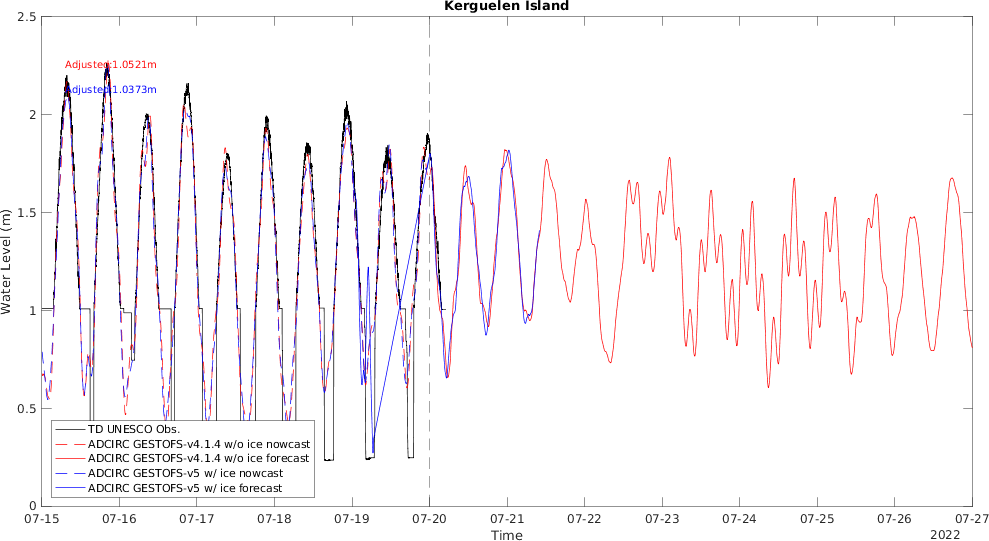 Kerguelen Island
2.5
2
1.5
1
0.5
0
Water Level (m)
Adjusted:1.0521m
Adjusted:1.0373m
TD UNESCO Obs.
ADCIRC GESTOFS-v4.1.4 w/o ice nowcast
ADCIRC GESTOFS-v4.1.4 w/o ice forecast
ADCIRC GESTOFS-v5 w/ ice nowcast
ADCIRC GESTOFS-v5 w/ ice forecast
07-15 07-16 07-17 07-18 07-19 07-20 07-21 07-22 07-23 07-24 07-25 07-26 07-27
Time
2022